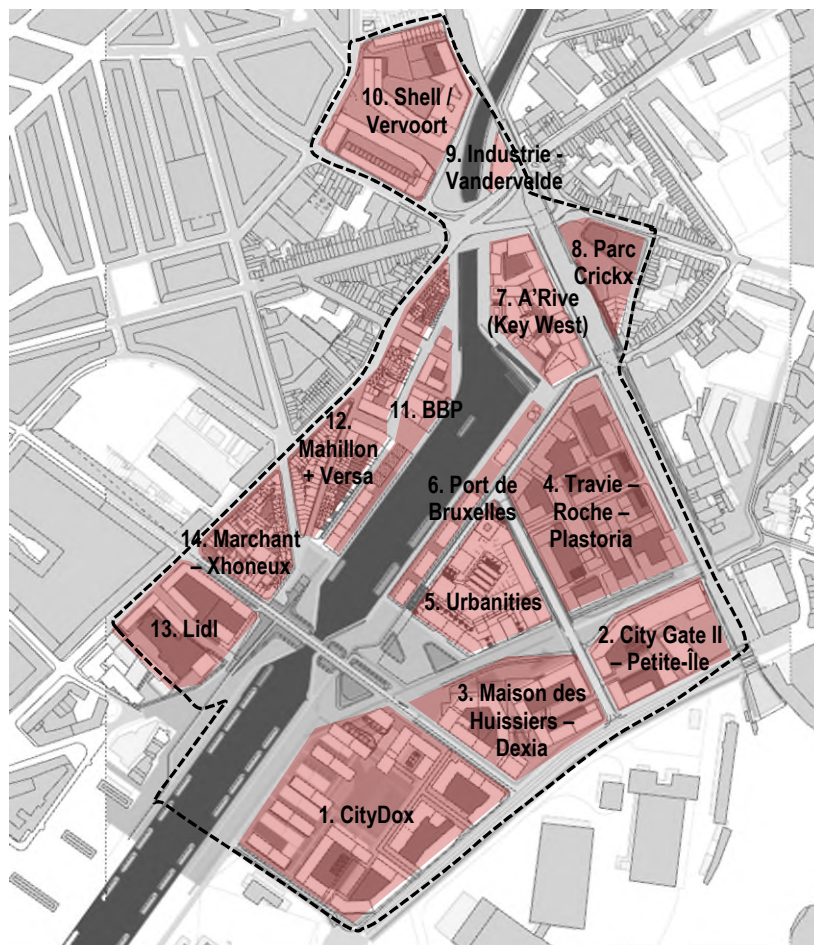 10. Shell /
Vervoort
9. Industrie -
Vandervelde
8. Parc
Crickx
7. A'Rive
(Key West)
11. BBP
12.
Mahillon
+ Versa
6. Port de
Bruxelles
4. Travie –
Roche –
Plastoria
14. Marchant
– Xhoneux
5. Urbanities
13. Lidl
2. City Gate II
– Petite-Île
3. Maison des
Huissiers –
Dexia
1. CityDox